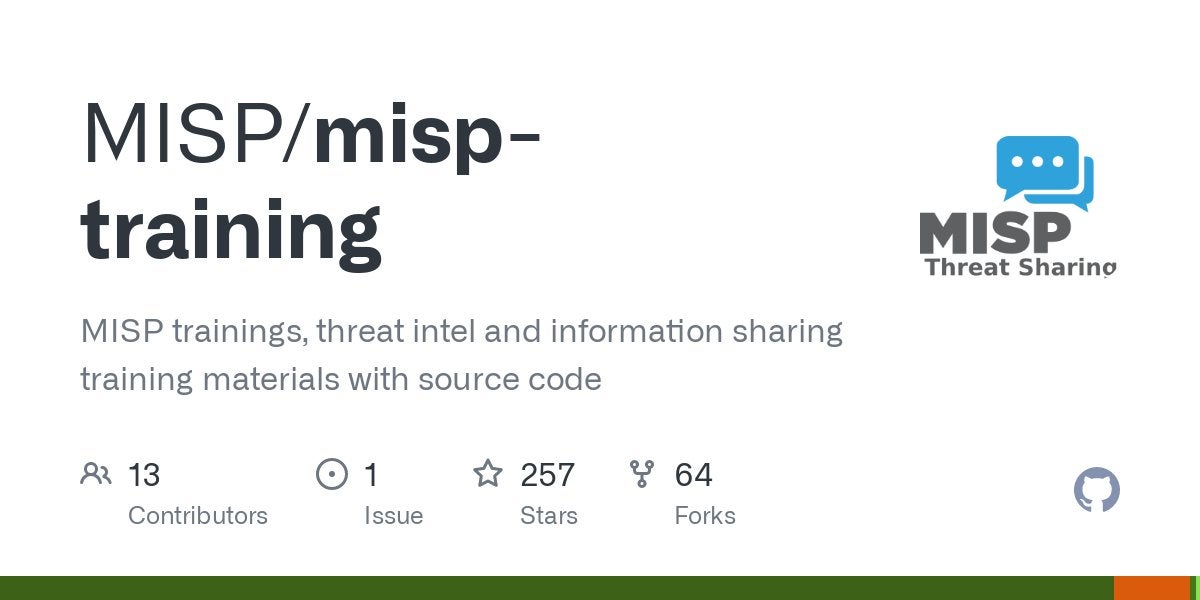 MISP/misp-
training
MISP
Threat Sharing
MISP trainings, threat intel and information sharing
training materials with source code
13
Contributors
1
Issue
257
Stars
64
Forks